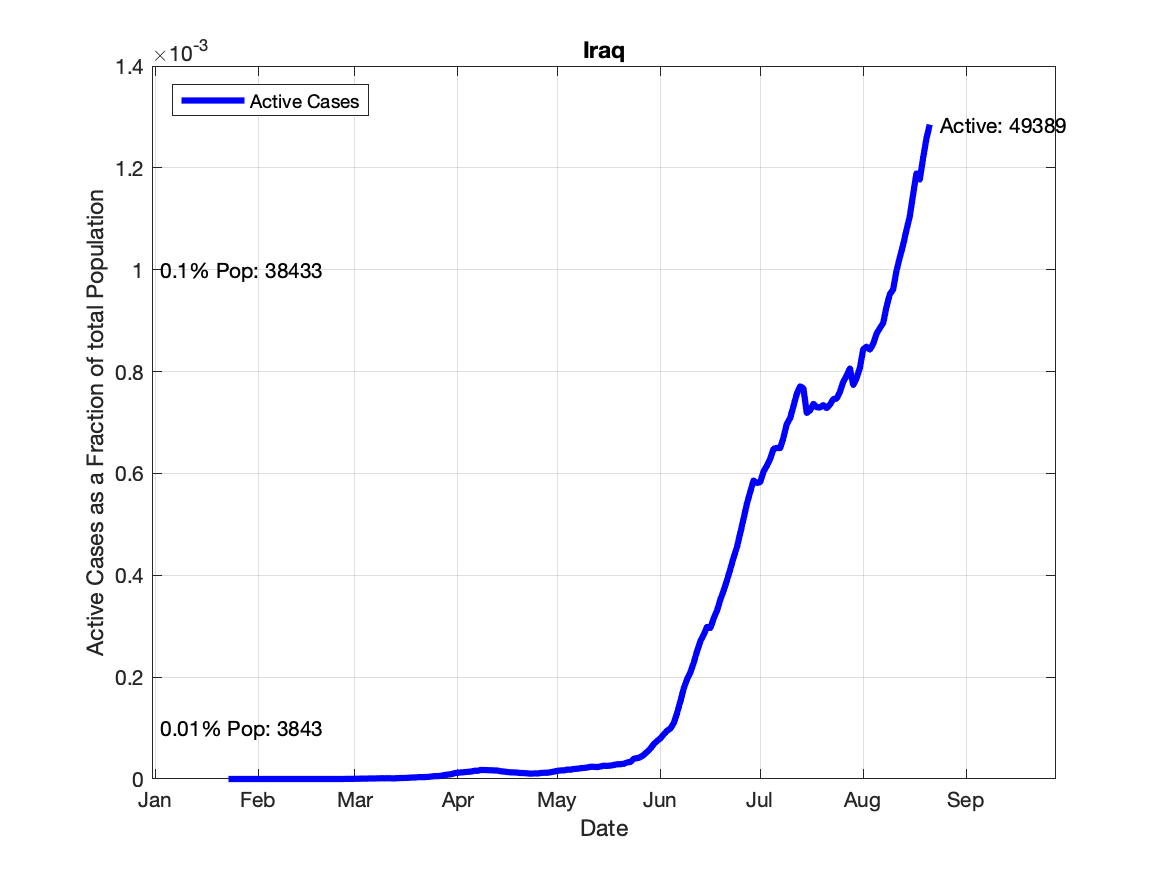 Iraq
×10-3
1.4
Active Cases
Active: 49389
1.2
1
0.1% Pop: 38433
0.8
0.6
0.4
0.2
0.01% Pop: 3843
0
Active Cases as a Fraction of total Population
Jan Feb Mar Apr May Jun Jul Aug Sep
Date